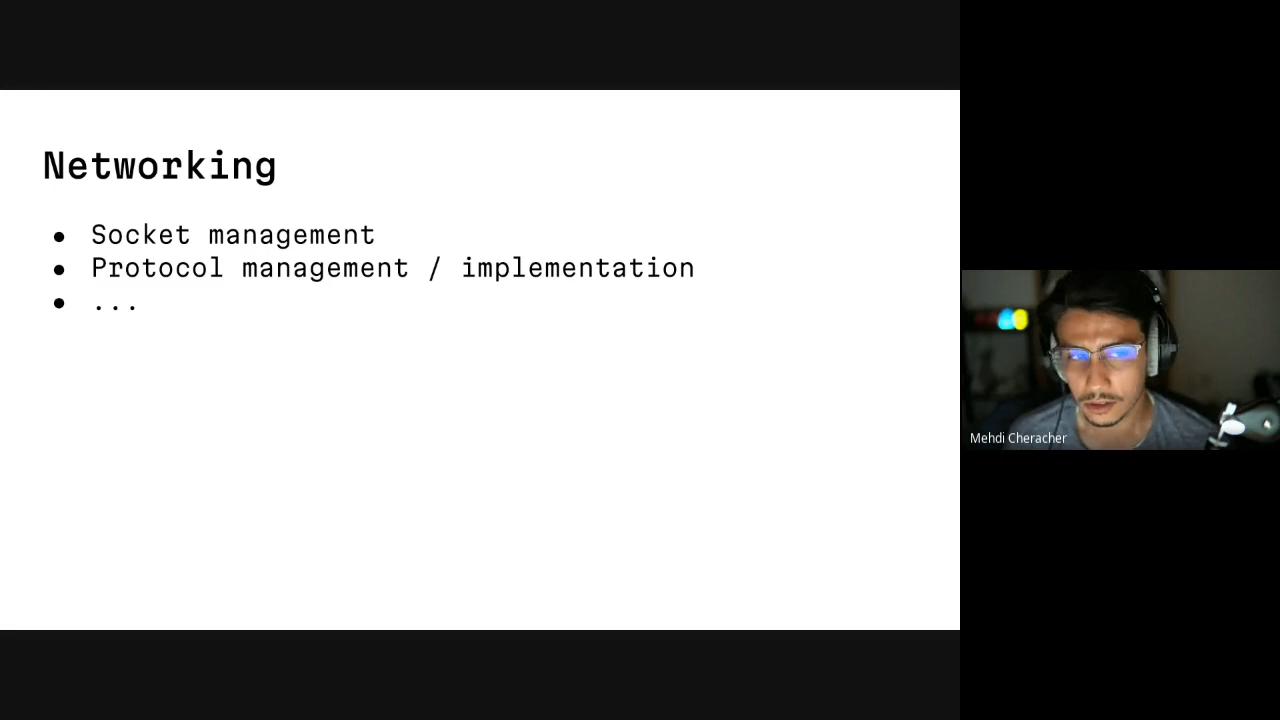 Networking
● Socket management
● Protocol management / implementation
● ...
Mehdi Cheracher